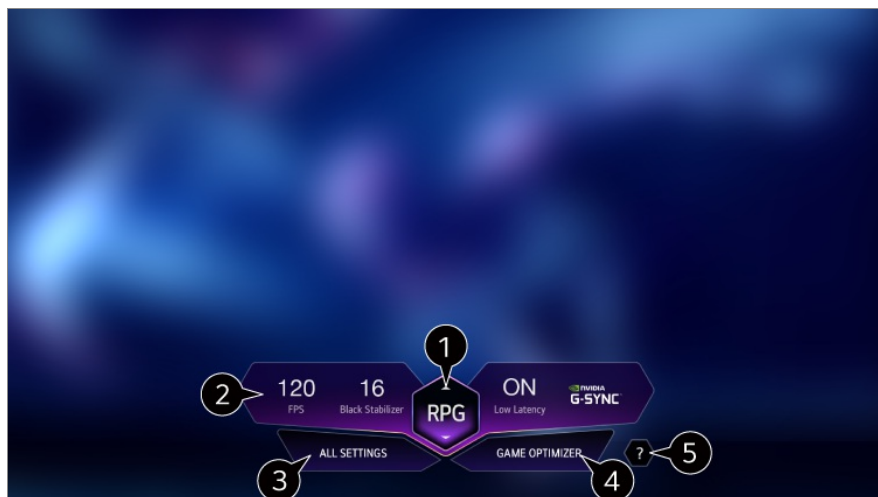 1
2
120
FPS
16
Black Stabilizer
RPG
ON
Low Latency
NVIDIA
G-SYNC
ALL SETTINGS
GAME OPTIMIZER
?
5
3
4